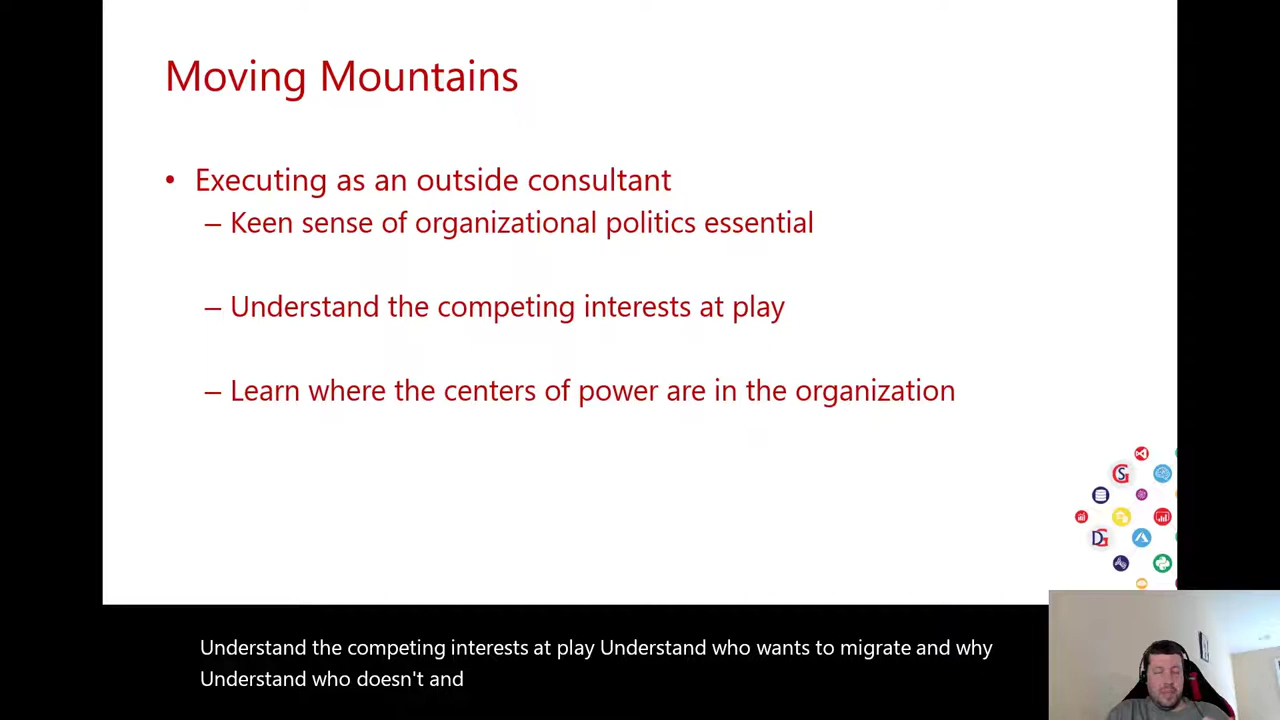 Moving Mountains
• Executing as an outside consultant
– Keen sense of organizational politics essential
– Understand the competing interests at play
– Learn where the centers of power are in the organization
GS
DG
Understand the competing interests at play Understand who wants to migrate and why
Understand who doesn't and